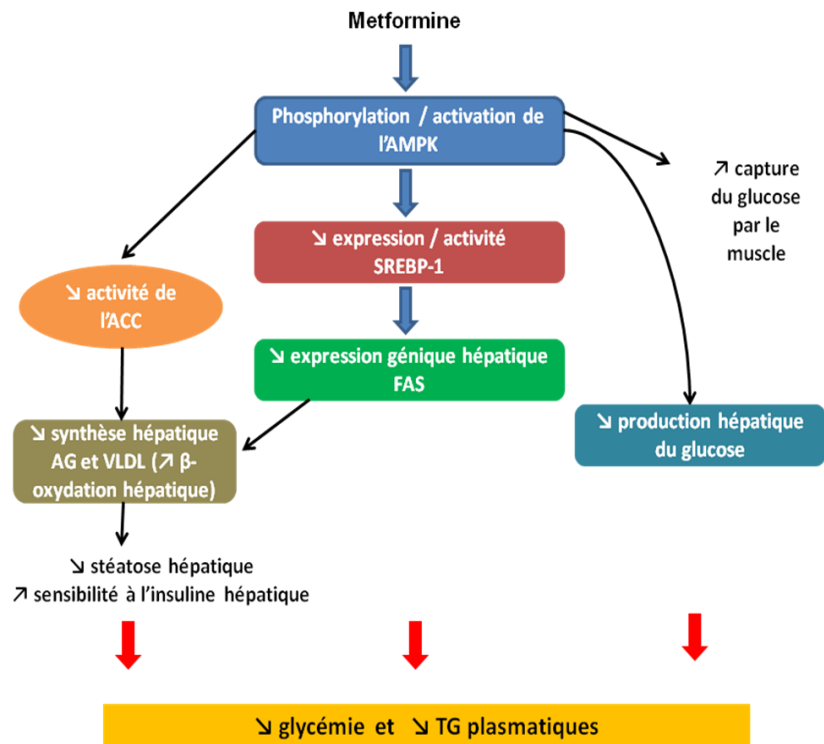 Metformine
Phosphorylation / activation de
l'AMPK
↗ capture
du glucose
par le
muscle
↘ expression / activité
SREBP-1
↘ activité de
l'ACC
↘ expression génique hépatique
FAS
↘ synthèse hépatique
AG et VLDL (↗ β-
oxydation hépatique)
↘ production hépatique
du glucose
↘ stéatose hépatique
↗ sensibilité à l'insuline hépatique
↘ glycémie et ↘ TG plasmatiques